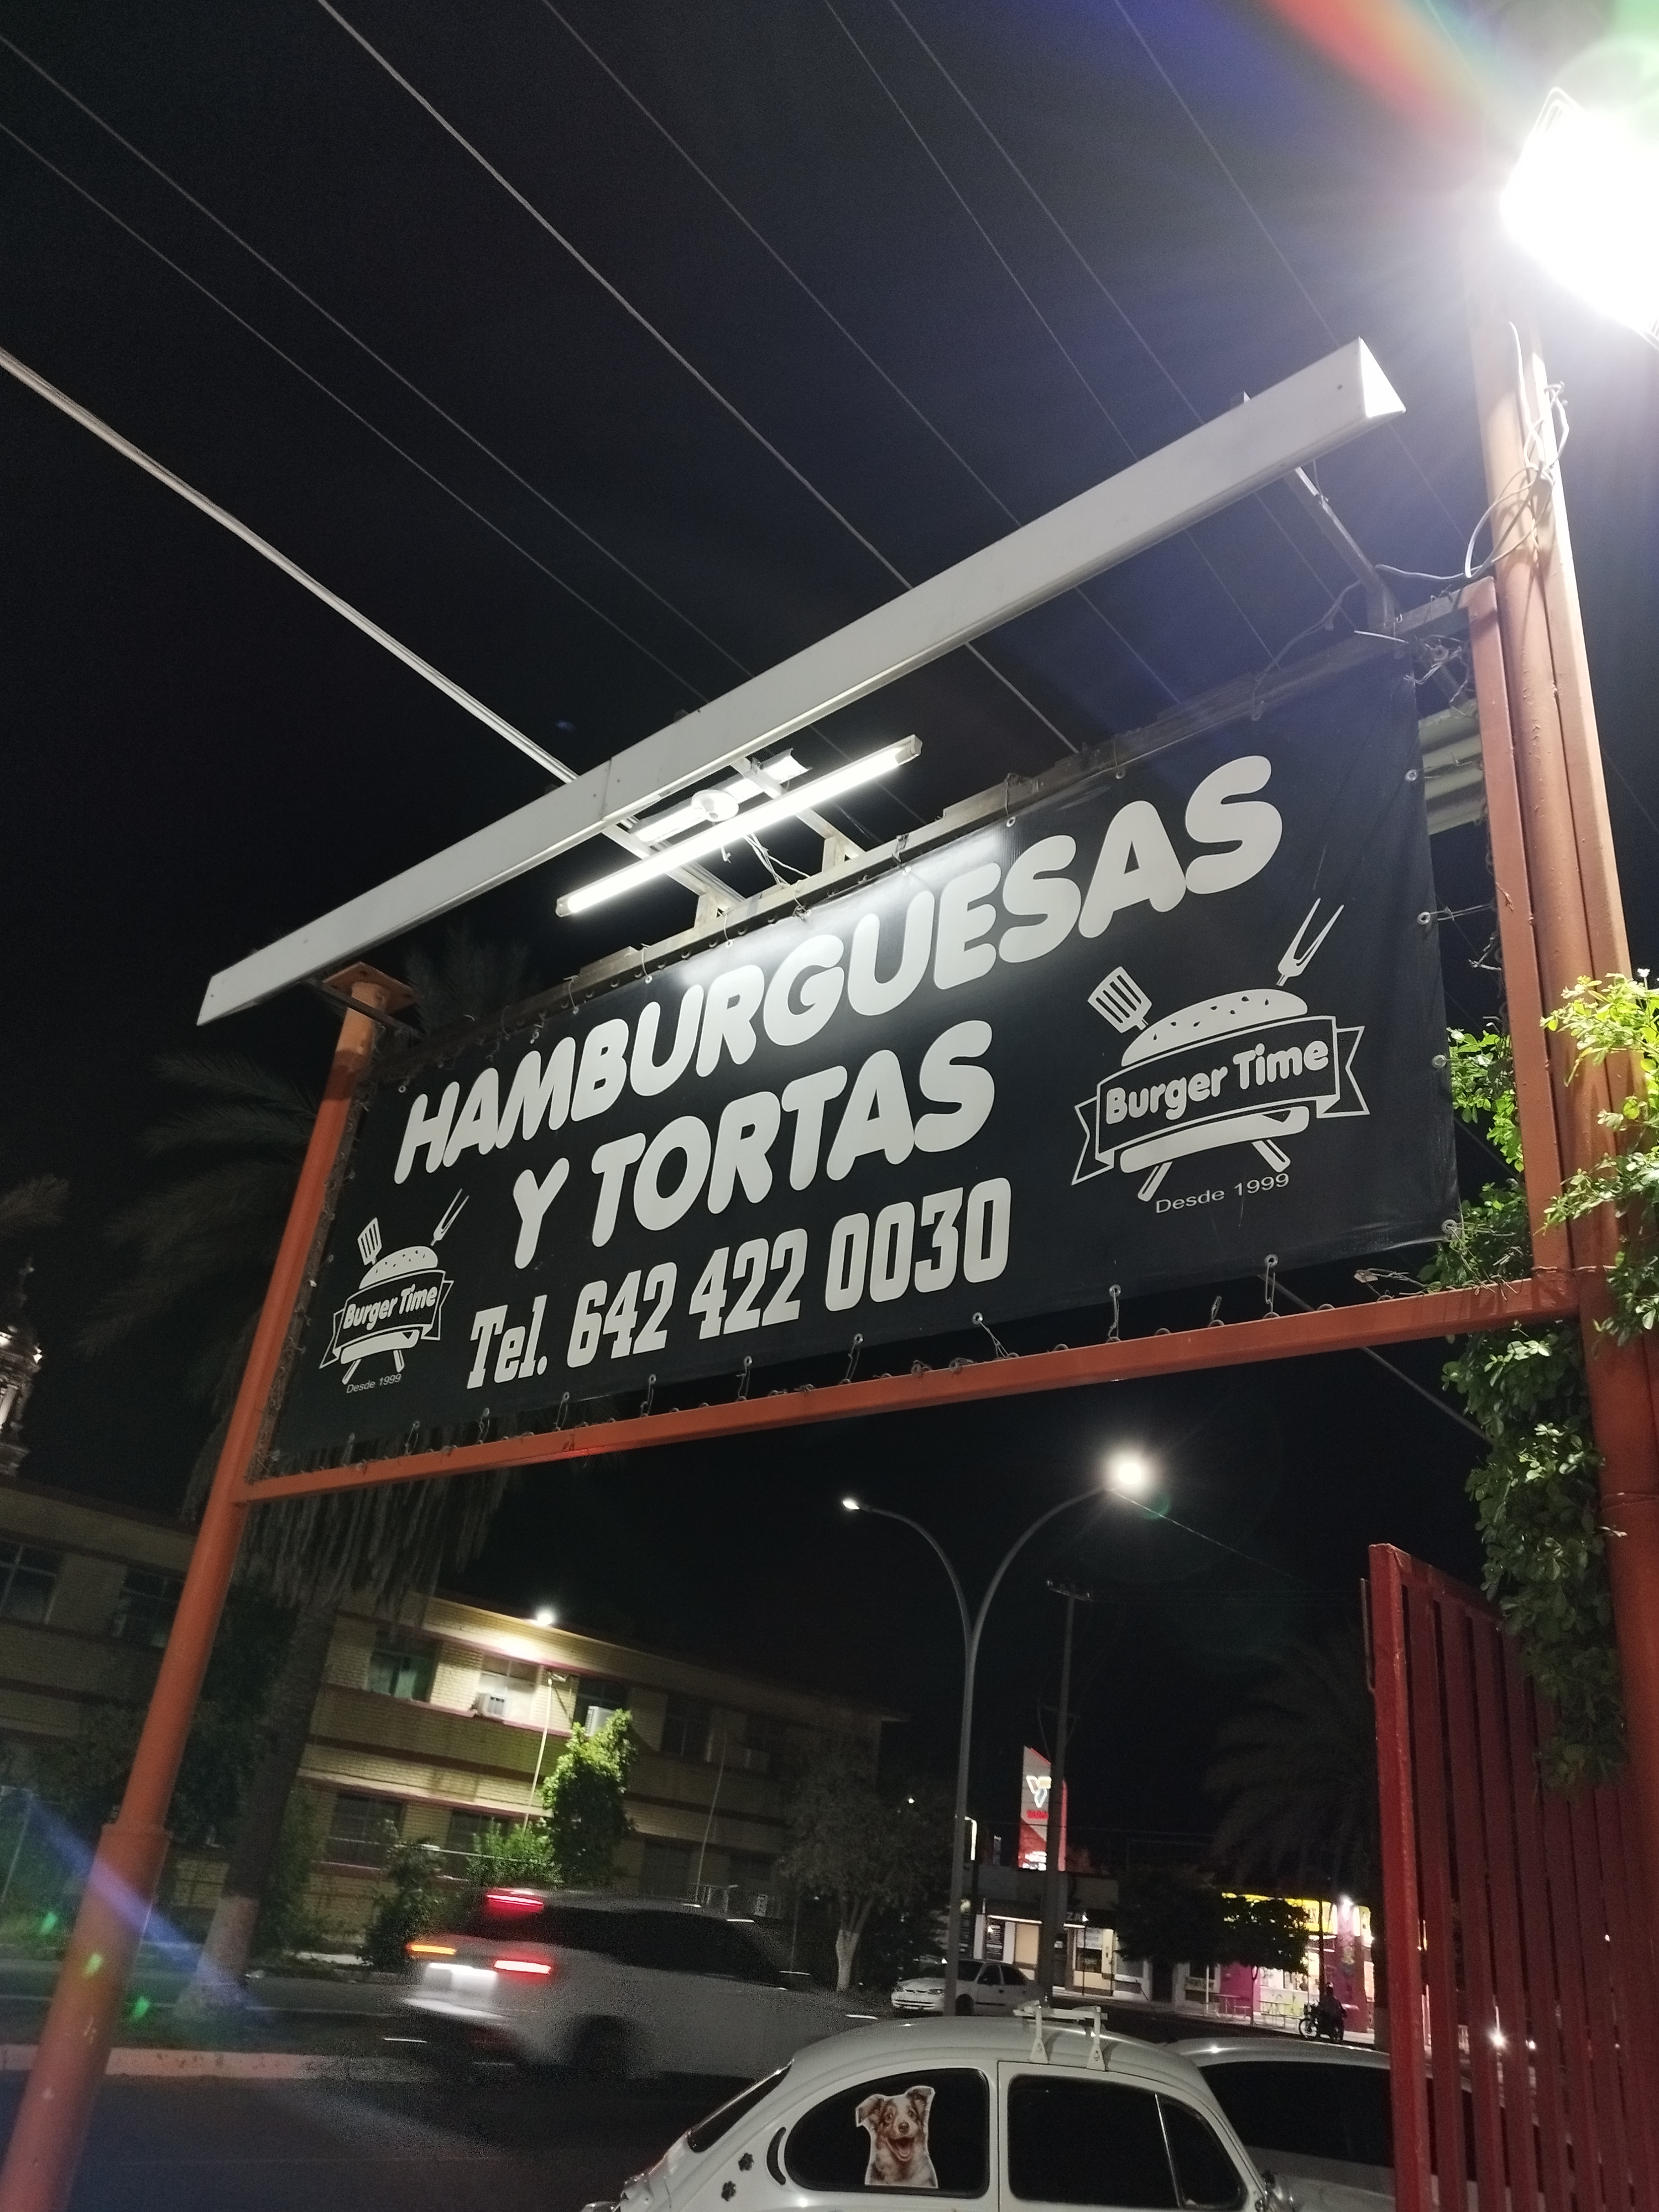 HAMBURGUESAS
Y TORTAS
Tel. 642 422 0030
Burger Time
Desde 1999
Burger Time
Desde 1999